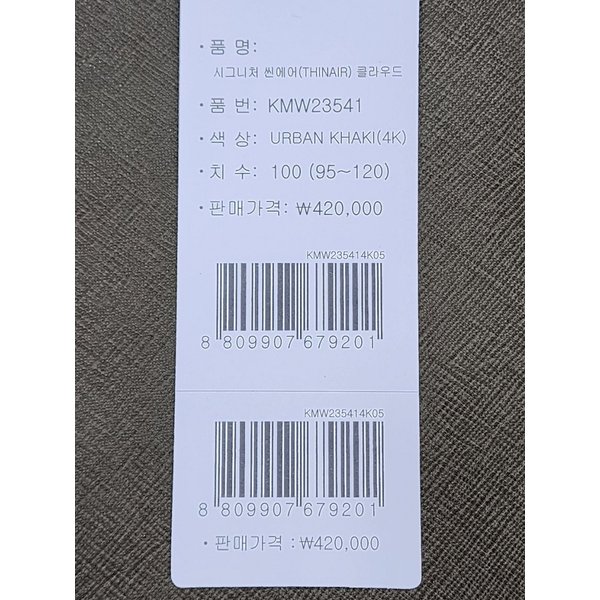 · 품 명:
시그니처 씬에어(THINAIR) 클라우드
· 품 번: KMW23541
· 색 상: URBAN KHAKI(4K)
· 치 수: 100 (95~120)
· 판매가격: ₩420,000
KMW235414K05
8 809907 679201
KMW235414K05
8 809907 679201
· 판매가격 :₩420,000